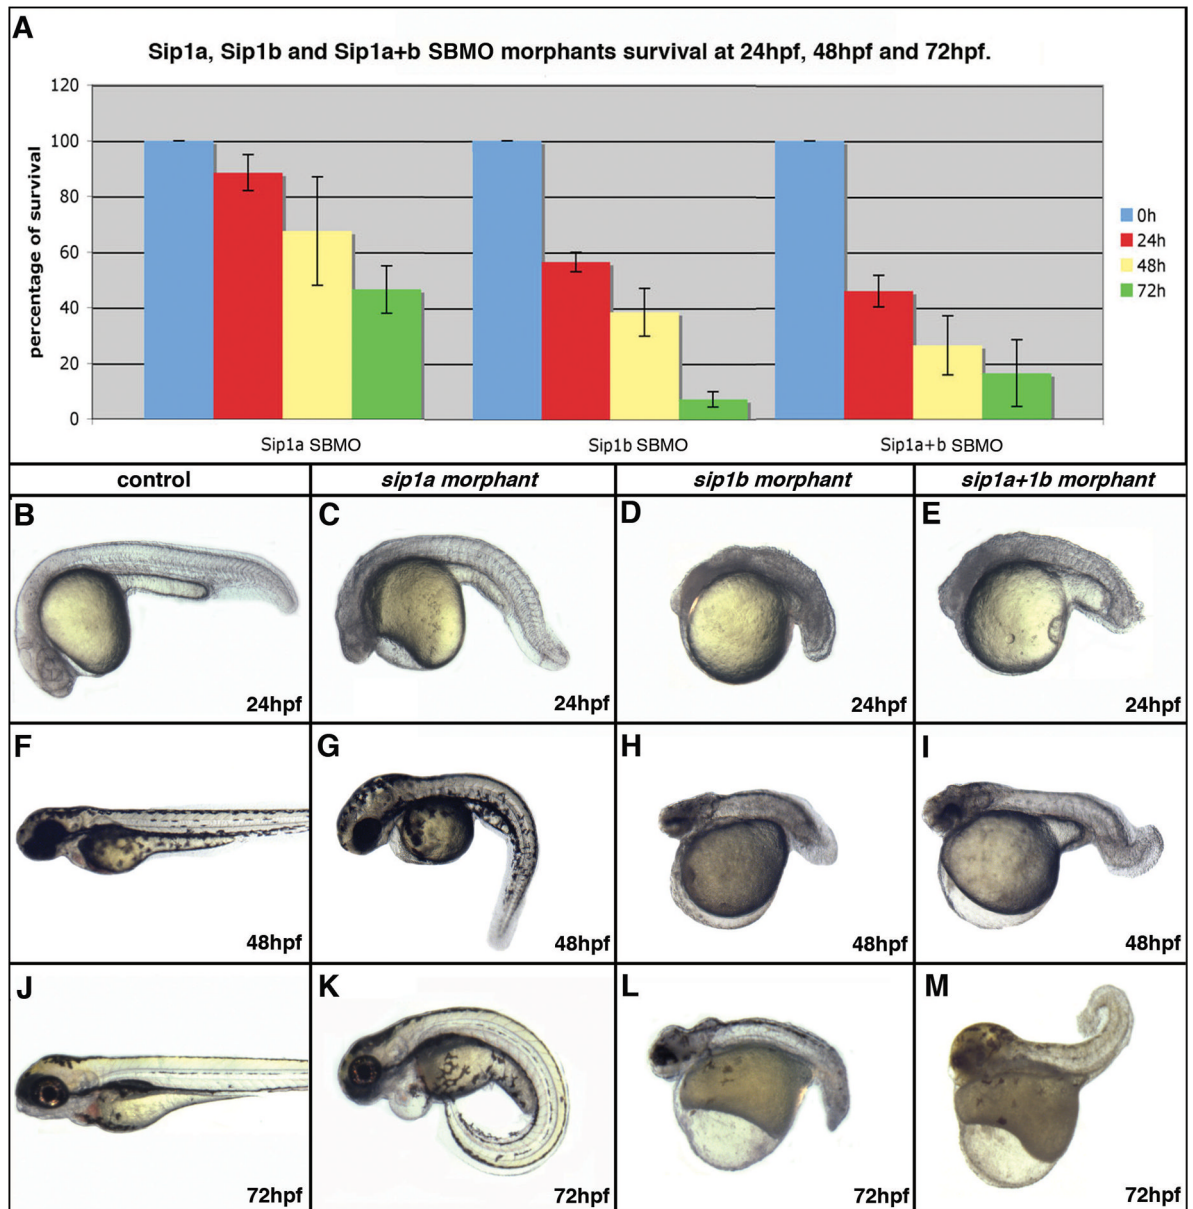 A
Sip1a, Sip1b and Sip1a+b SBMO morphants survival at 24hpf, 48hpf and 72hpf.
percentage of survival
120
100
80
60
40
20
0
Sip1a SBMO
Sip1b SBMO
Sip1a+b SBMO
0h
24h
48h
72h
control
sip1a morphant
sip1b morphant
sip1a+1b morphant
B
24hpf
C
24hpf
D
24hpf
E
24hpf
F
48hpf
G
48hpf
H
48hpf
I
48hpf
J
72hpf
K
72hpf
L
72hpf
M
72hpf